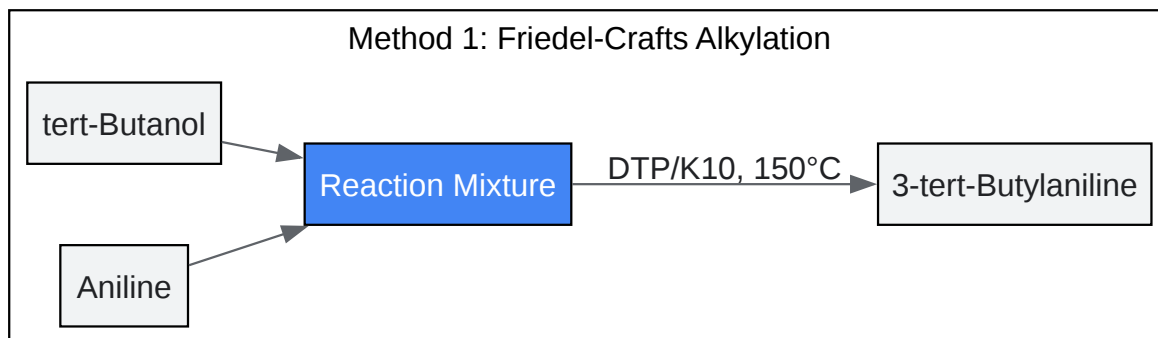 Method 1: Friedel-Crafts Alkylation
tert-Butanol
Reaction Mixture
DTP/K10, 150°C
3-tert-Butylaniline
Aniline